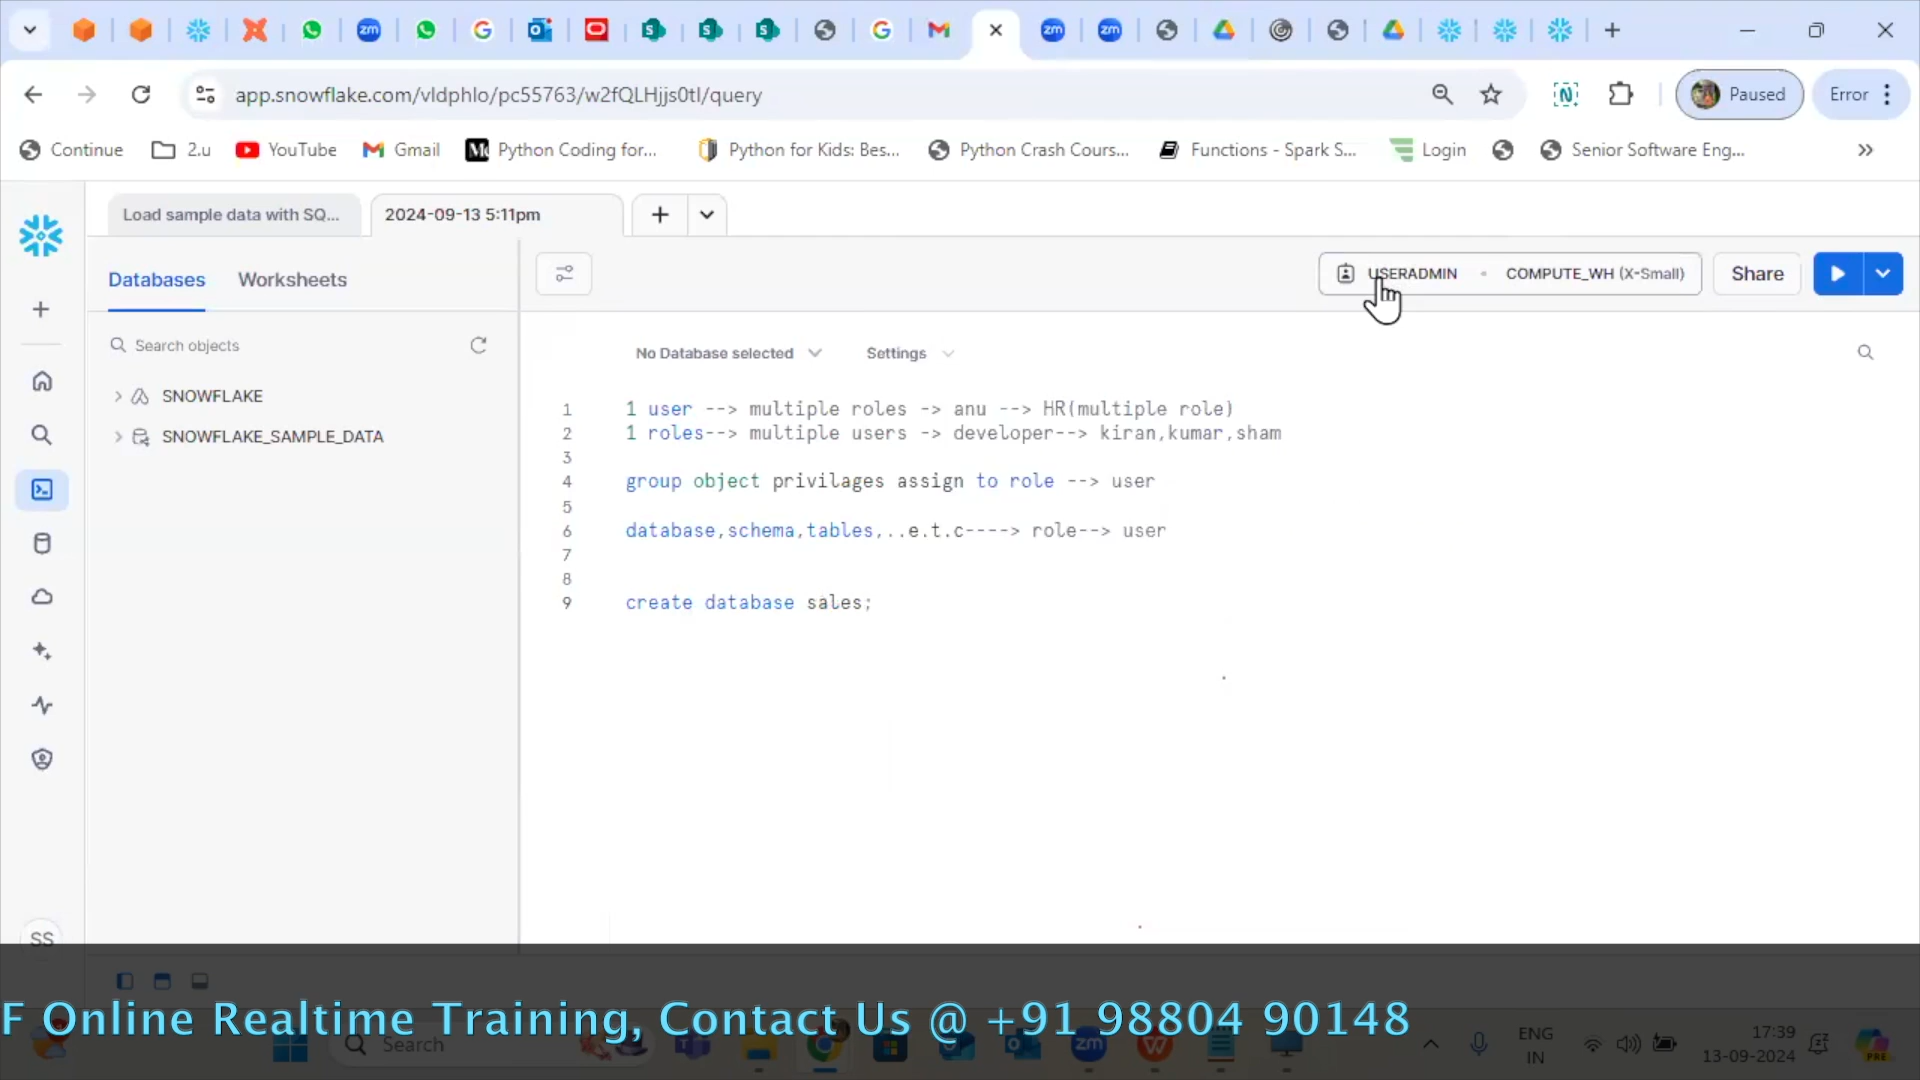 app.snowflake.com/vldphlo/pc55763/w2fQLHjjs0tI/query
Paused
Error
Continue
2.u
YouTube
Gmail
Python Coding for...
Python for Kids: Bes...
Python Crash Cours...
Functions - Spark S...
Login
Senior Software Eng...
Load sample data with SQ...
2024-09-13 5:11pm
Databases
Worksheets
USERADMIN
COMPUTE_WH (X-Small)
Share
Search objects
SNOWFLAKE
SNOWFLAKE_SAMPLE_DATA
No Database selected
Settings
1 1 user --> multiple roles -> anu --> HR(multiple role)
2 1 roles--> multiple users -> developer--> kiran,kumar,sham
3
4 group object privilages assign to role --> user
5
6 database,schema,tables,..e.t.c----> role--> user
7
8
9 create database sales;
SS
F Online Realtime Training, Contact Us @ +91 98804 90148
Search
ENG
IN
17:39
13-09-2024